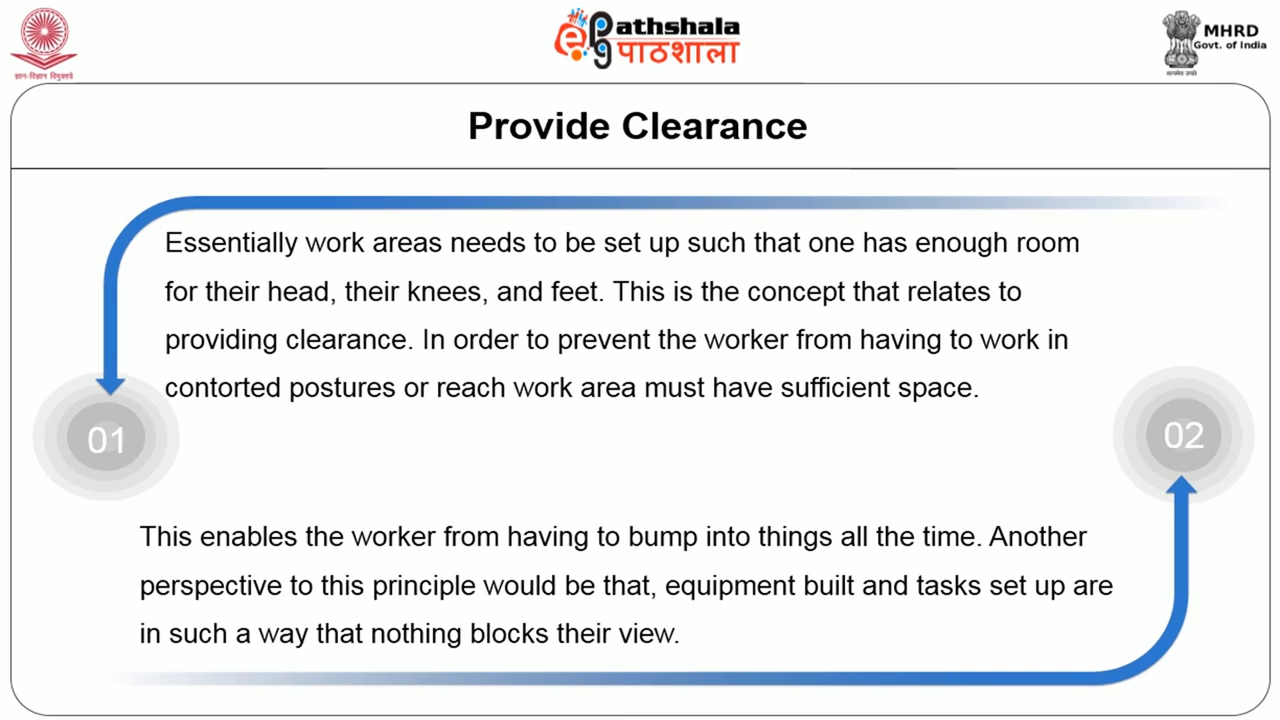 ज्ञान-विज्ञान विमुक्तये
ePathshala
पाठशाला
MHRD
Govt. of India
सत्यमेव जयते
Provide Clearance
Essentially work areas needs to be set up such that one has enough room
for their head, their knees, and feet. This is the concept that relates to
providing clearance. In order to prevent the worker from having to work in
contorted postures or reach work area must have sufficient space.
01
02
This enables the worker from having to bump into things all the time. Another
perspective to this principle would be that, equipment built and tasks set up are
in such a way that nothing blocks their view.